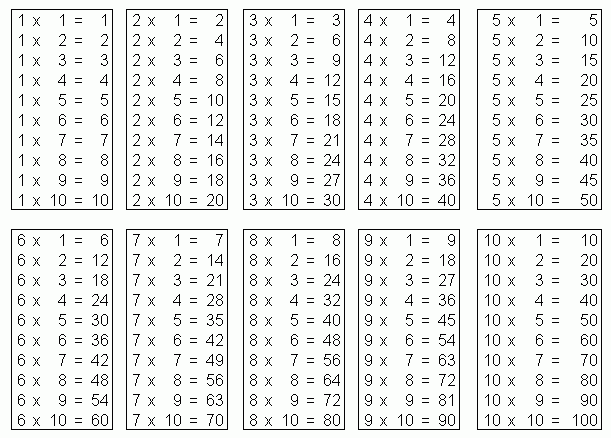 1 x 1 = 1
1 x 2 = 2
1 x 3 = 3
1 x 4 = 4
1 x 5 = 5
1 x 6 = 6
1 x 7 = 7
1 x 8 = 8
1 x 9 = 9
1 x 10 = 10
2 x 1 = 2
2 x 2 = 4
2 x 3 = 6
2 x 4 = 8
2 x 5 = 10
2 x 6 = 12
2 x 7 = 14
2 x 8 = 16
2 x 9 = 18
2 x 10 = 20
3 x 1 = 3
3 x 2 = 6
3 x 3 = 9
3 x 4 = 12
3 x 5 = 15
3 x 6 = 18
3 x 7 = 21
3 x 8 = 24
3 x 9 = 27
3 x 10 = 30
4 x 1 = 4
4 x 2 = 8
4 x 3 = 12
4 x 4 = 16
4 x 5 = 20
4 x 6 = 24
4 x 7 = 28
4 x 8 = 32
4 x 9 = 36
4 x 10 = 40
5 x 1 = 5
5 x 2 = 10
5 x 3 = 15
5 x 4 = 20
5 x 5 = 25
5 x 6 = 30
5 x 7 = 35
5 x 8 = 40
5 x 9 = 45
5 x 10 = 50
6 x 1 = 6
6 x 2 = 12
6 x 3 = 18
6 x 4 = 24
6 x 5 = 30
6 x 6 = 36
6 x 7 = 42
6 x 8 = 48
6 x 9 = 54
6 x 10 = 60
7 x 1 = 7
7 x 2 = 14
7 x 3 = 21
7 x 4 = 28
7 x 5 = 35
7 x 6 = 42
7 x 7 = 49
7 x 8 = 56
7 x 9 = 63
7 x 10 = 70
8 x 1 = 8
8 x 2 = 16
8 x 3 = 24
8 x 4 = 32
8 x 5 = 40
8 x 6 = 48
8 x 7 = 56
8 x 8 = 64
8 x 9 = 72
8 x 10 = 80
9 x 1 = 9
9 x 2 = 18
9 x 3 = 27
9 x 4 = 36
9 x 5 = 45
9 x 6 = 54
9 x 7 = 63
9 x 8 = 72
9 x 9 = 81
9 x 10 = 90
10 x 1 = 10
10 x 2 = 20
10 x 3 = 30
10 x 4 = 40
10 x 5 = 50
10 x 6 = 60
10 x 7 = 70
10 x 8 = 80
10 x 9 = 90
10 x 10 = 100